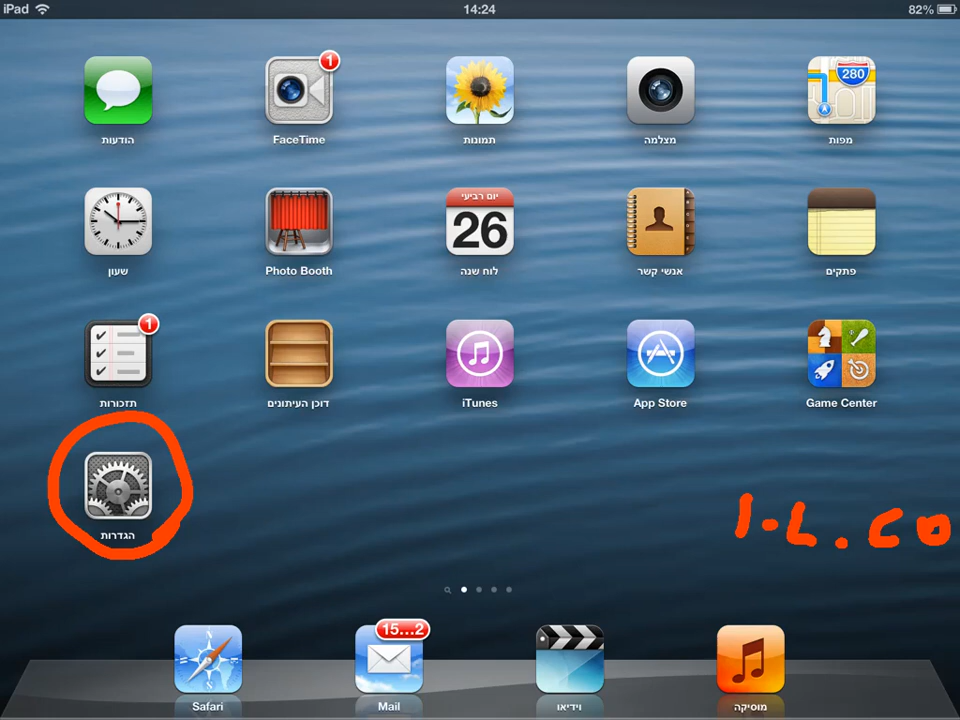 iPad 14:24 82%
1
280
הודעות FaceTime תמונות מצלמה מפות
יום רביעי
26
שעון Photo Booth לוח שנה אנשי קשר פתקים
1
תזכורות דוכן העיתונים iTunes App Store Game Center
הגדרות
I-L.CO
15...2
Safari Mail וידיאו מוסיקה